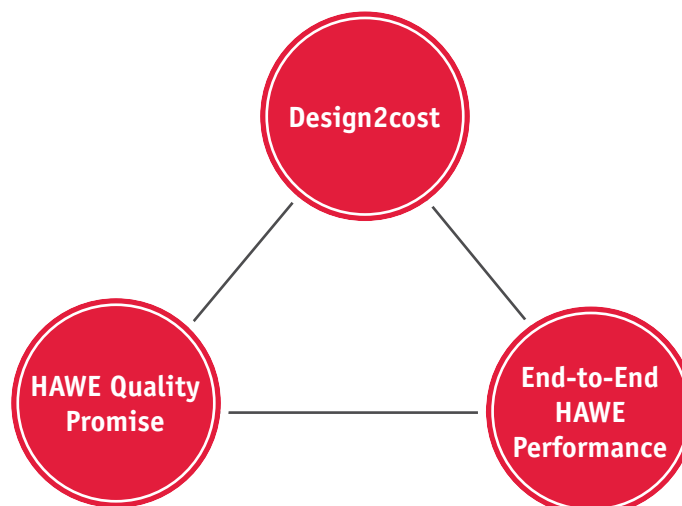 Design2cost
HAWE Quality
Promise
End-to-End
HAWE
Performance